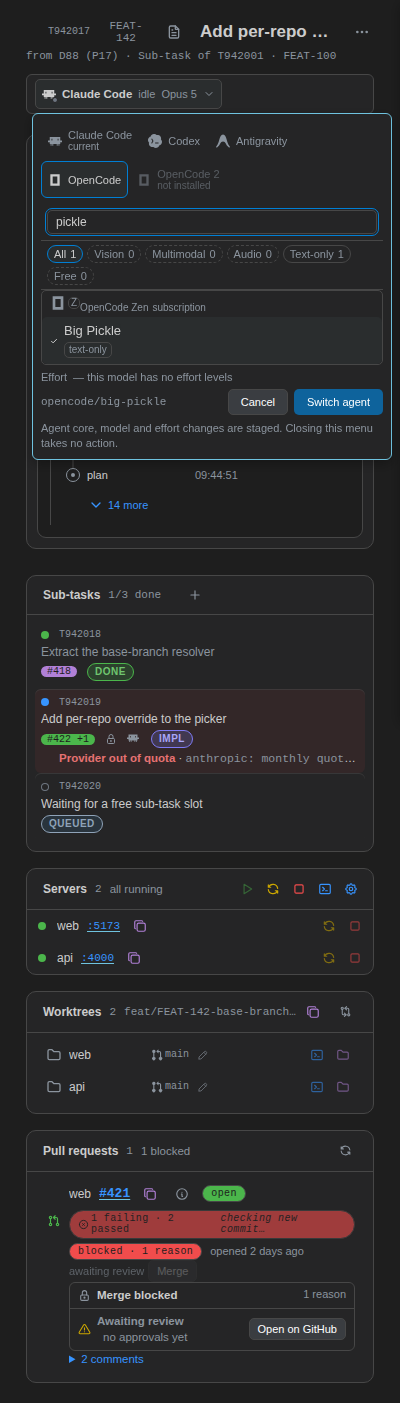 T942017 FEAT-142 Add per-repo …
from D88 (P17) · Sub-task of T942001 · FEAT-100
Claude Code idle Opus 5
Claude Code
current
Codex
Antigravity
OpenCode
OpenCode 2
not installed
pickle
All 1 Vision 0 Multimodal 0 Audio 0 Text-only 1
Free 0
Z OpenCode Zen subscription
Big Pickle
text-only
Effort — this model has no effort levels
opencode/big-pickle Cancel Switch agent
Agent core, model and effort changes are staged. Closing this menu
takes no action.
plan 09:44:51
14 more
Sub-tasks 1/3 done
T942018
Extract the base-branch resolver
#418 DONE
T942019
Add per-repo override to the picker
#422 +1 IMPL
Provider out of quota · anthropic: monthly quot…
T942020
Waiting for a free sub-task slot
QUEUED
Servers 2 all running
web :5173
api :4000
Worktrees 2 feat/FEAT-142-base-branch…
web main
api main
Pull requests 1 1 blocked
web #421 open
1 failing · 2 passed
checking new commit…
blocked · 1 reason opened 2 days ago
awaiting review Merge
Merge blocked 1 reason
Awaiting review
no approvals yet
Open on GitHub
2 comments